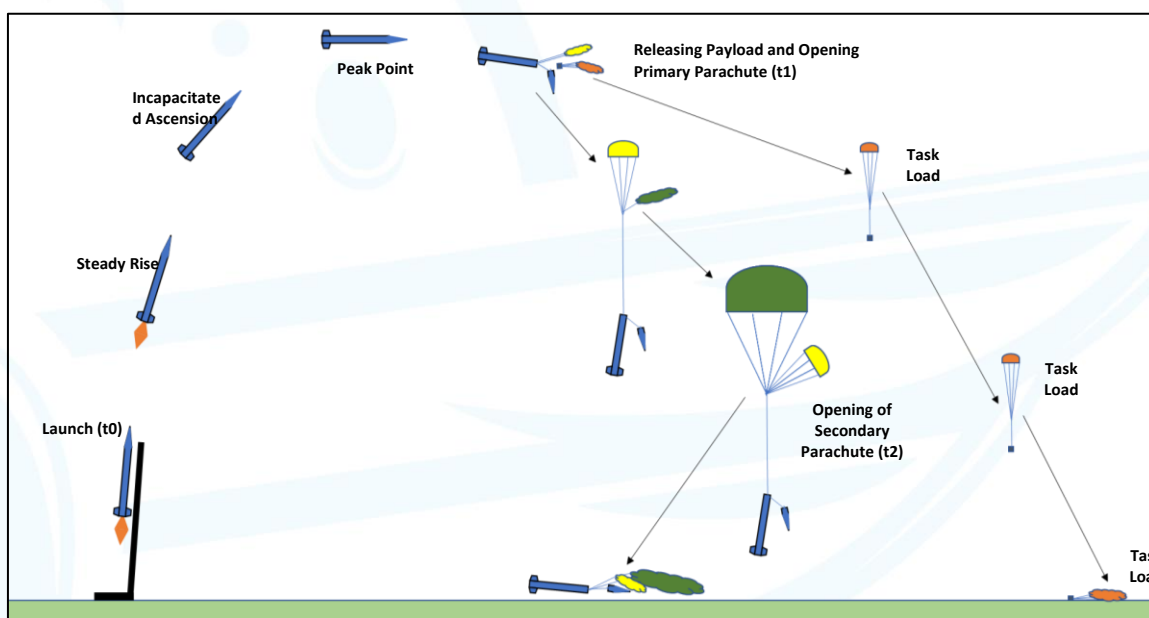 Peak Point
Releasing Payload and Opening
Primary Parachute (t1)
Incapacitate
d Ascension
Task
Load
Steady Rise
Task
Load
Launch (t0)
Opening of
Secondary
Parachute (t2)